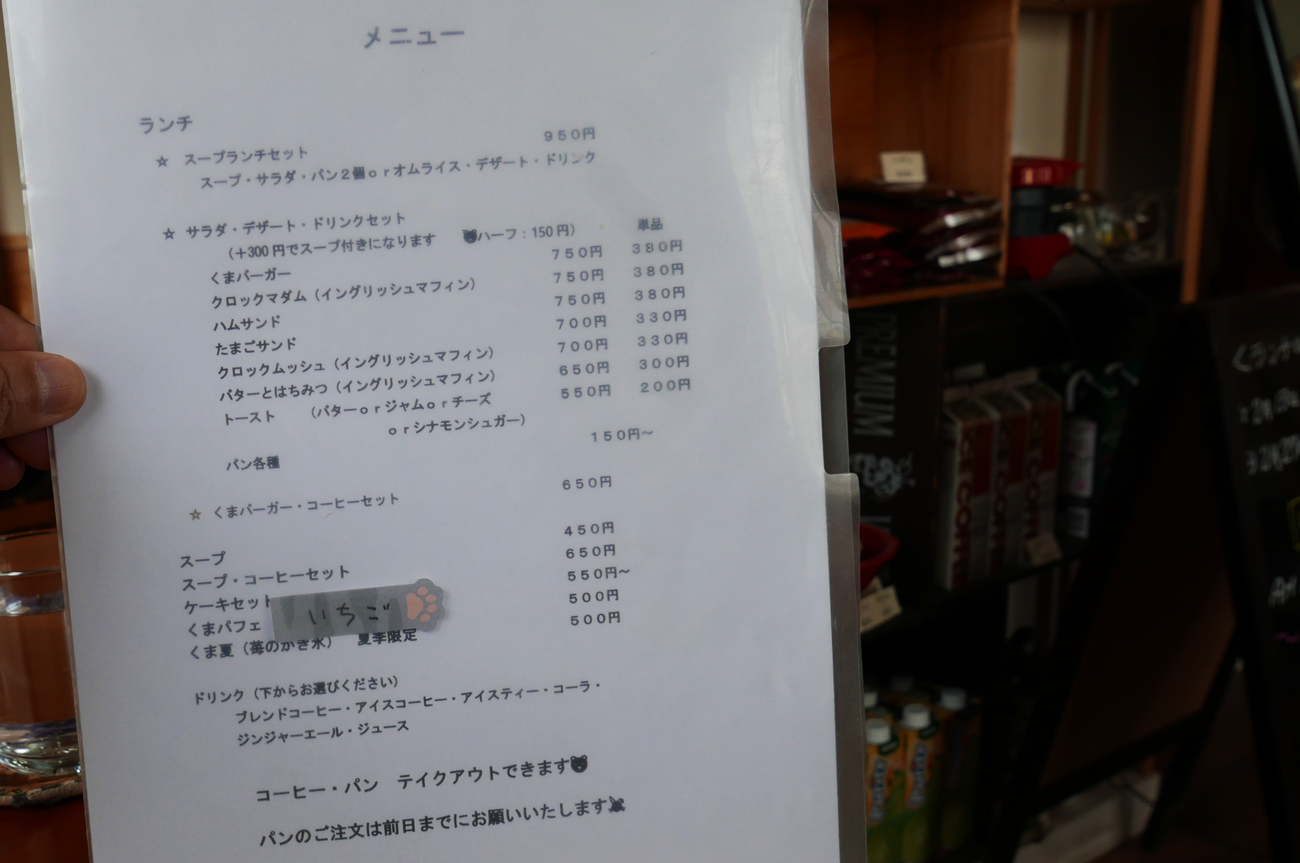 メニュー
ランチ
☆ スープランチセット 950円
スープ・サラダ・パン2個orオムライス・デザート・ドリンク
☆ サラダ・デザート・ドリンクセット 単品
(+300円でスープ付きになります ハーフ:150円)
くまバーガー 750円 380円
クロックマダム(イングリッシュマフィン) 750円 380円
ハムサンド 750円 380円
たまごサンド 700円 330円
クロックムッシュ(イングリッシュマフィン) 700円 330円
バターとはちみつ(イングリッシュマフィン) 650円 300円
トースト (バターorジャムorチーズ 550円 200円
orシナモンシュガー)
パン各種 150円~
☆ くまバーガー・コーヒーセット 650円
スープ 450円
スープ・コーヒーセット 650円
ケーキセット 550円~
くまパフェ いちご 500円
くま夏(苺のかき氷) 夏季限定 500円
ドリンク(下からお選びください)
ブレンドコーヒー・アイスコーヒー・アイスティー・コーラ・
ジンジャーエール・ジュース
コーヒー・パン テイクアウトできます
パンのご注文は前日までにお願いいたします
PREMIUM